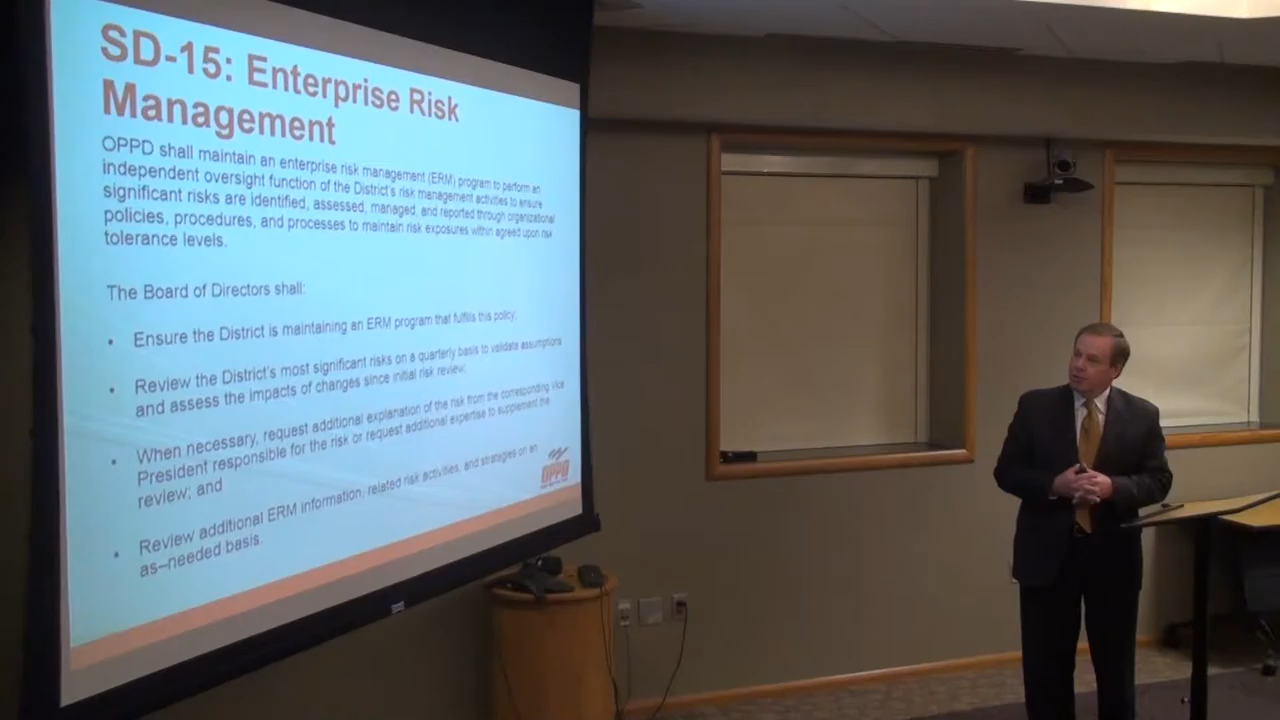 SD-15: Enterprise Risk
Management
OPPD shall maintain an enterprise risk management (ERM) program to perform an
independent oversight function of the District's risk management activities to ensure
significant risks are identified, assessed, managed, and reported through organizational
policies, procedures, and processes to maintain risk exposures within agreed upon risk
tolerance levels.
The Board of Directors shall:
• Ensure the District is maintaining an ERM program that fulfills this policy;
• Review the District's most significant risks on a quarterly basis to validate assumptions
and assess the impacts of changes since initial risk review;
• When necessary, request additional explanation of the risk from the corresponding Vice
President responsible for the risk or request additional expertise to supplement the
review; and
• Review additional ERM information, related risk activities, and strategies on an
as–needed basis.
OPPD